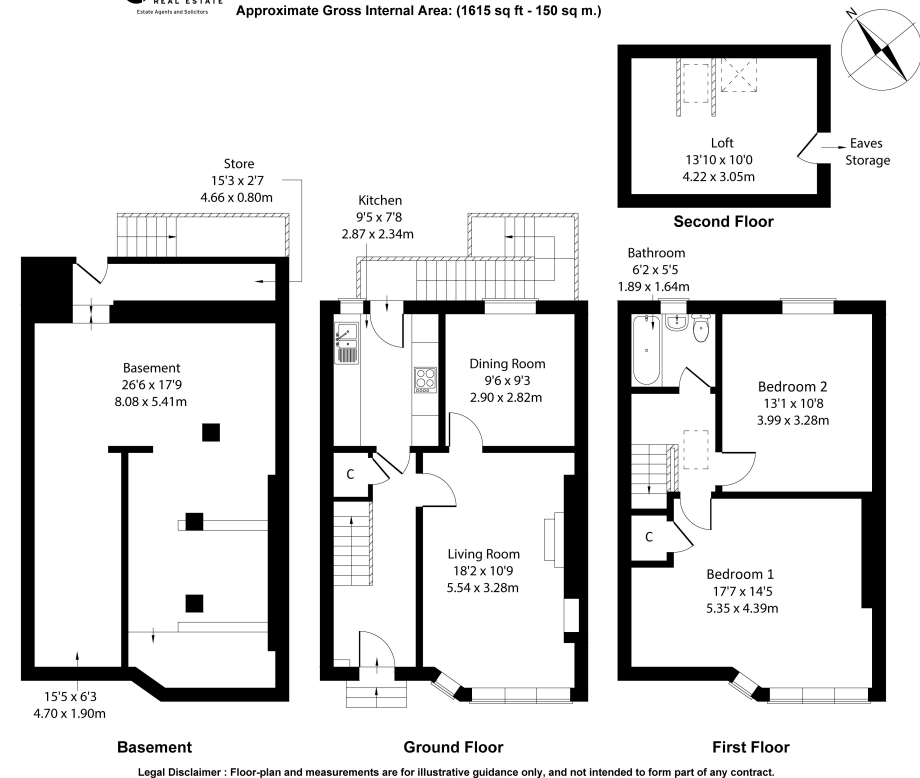 REAL ESTATE
Estate Agents and Solicitors
Approximate Gross Internal Area: (1615 sq ft - 150 sq m.)
N
Loft
13'10 x 10'0
4.22 x 3.05m
Eaves
Storage
Second Floor
Store
15'3 x 2'7
4.66 x 0.80m
Kitchen
9'5 x 7'8
2.87 x 2.34m
Bathroom
6'2 x 5'5
1.89 x 1.64m
Basement
26'6 x 17'9
8.08 x 5.41m
Dining Room
9'6 x 9'3
2.90 x 2.82m
Bedroom 2
13'1 x 10'8
3.99 x 3.28m
C
C
Living Room
18'2 x 10'9
5.54 x 3.28m
Bedroom 1
17'7 x 14'5
5.35 x 4.39m
15'5 x 6'3
4.70 x 1.90m
Basement
Ground Floor
First Floor
Legal Disclaimer : Floor-plan and measurements are for illustrative guidance only, and not intended to form part of any contract.